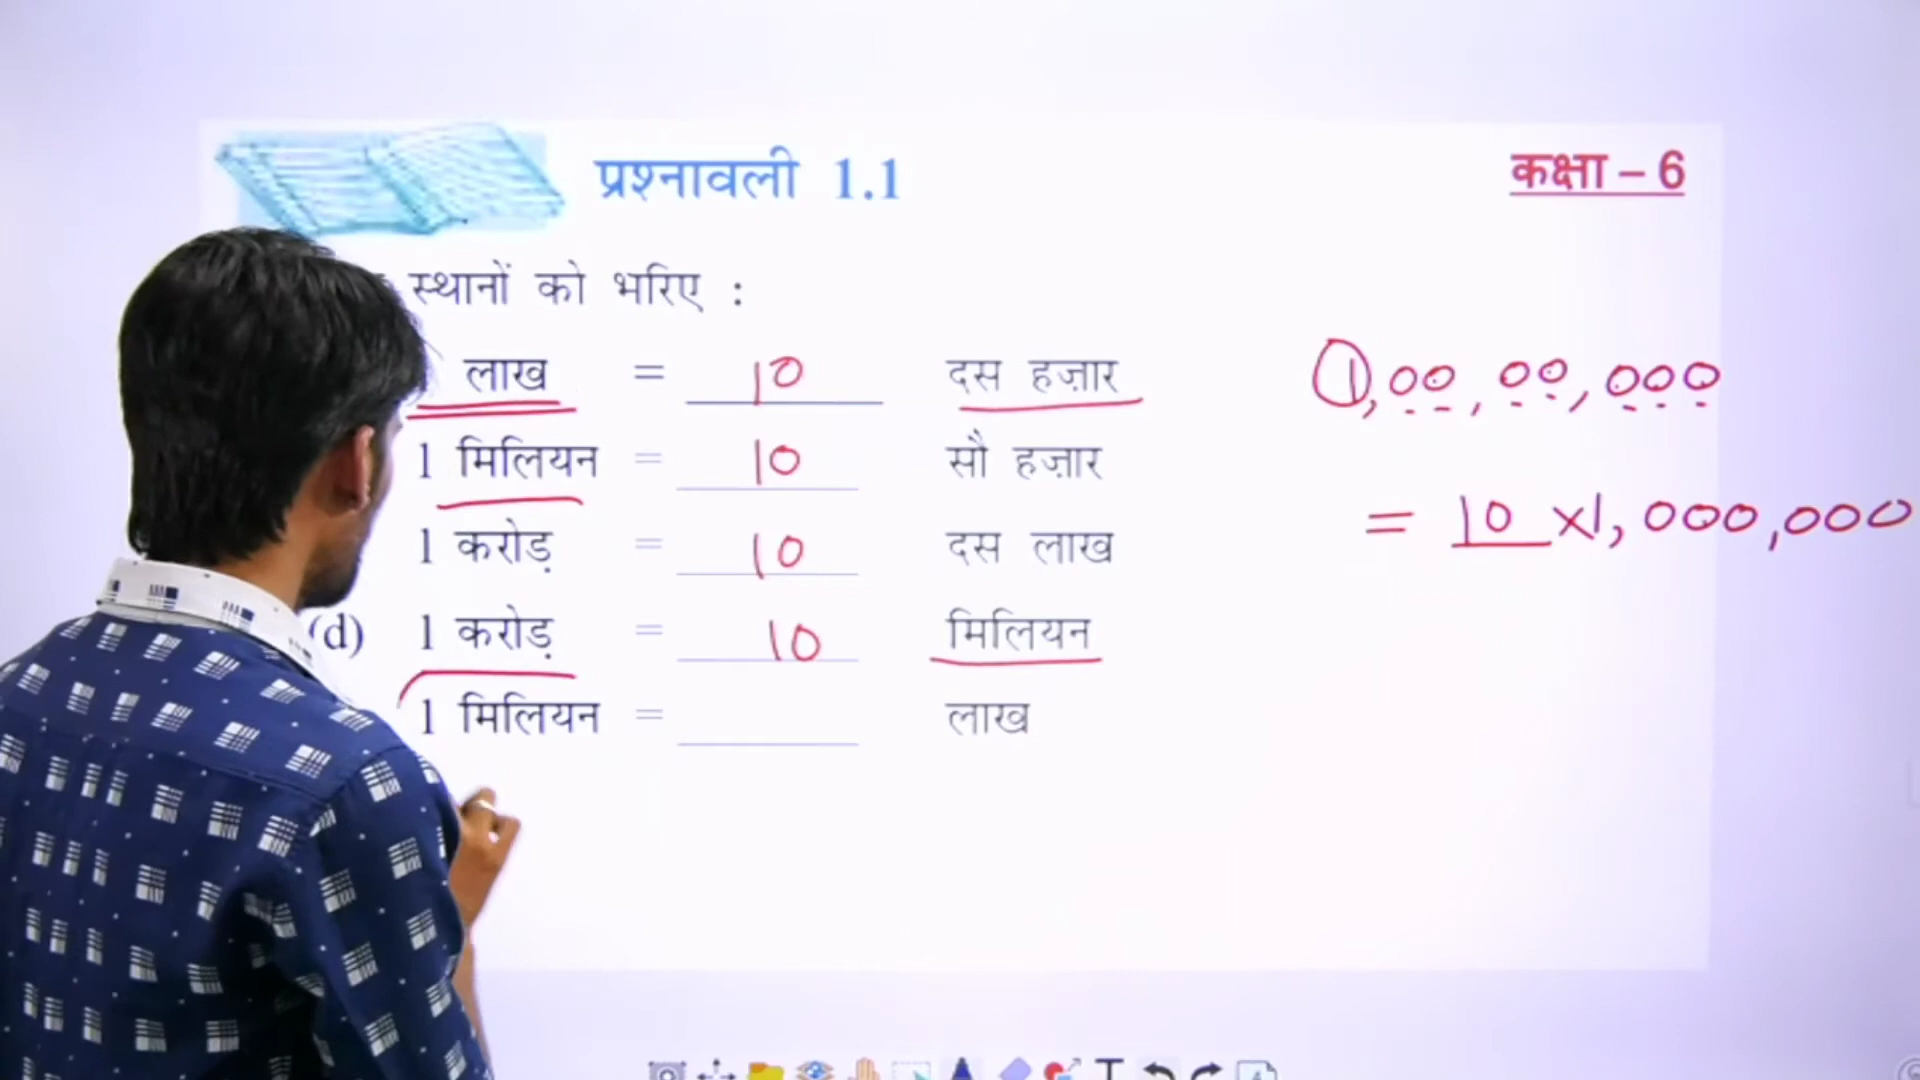 प्रश्नावली 1.1
कक्षा – 6
स्थानों को भरिए :
लाख = 10 दस हज़ार
1 मिलियन = 10 सौ हज़ार
1 करोड़ = 10 दस लाख
(d) 1 करोड़ = 10 मिलियन
1 मिलियन = लाख
1,00,00,000
= 10 ×1,000,000